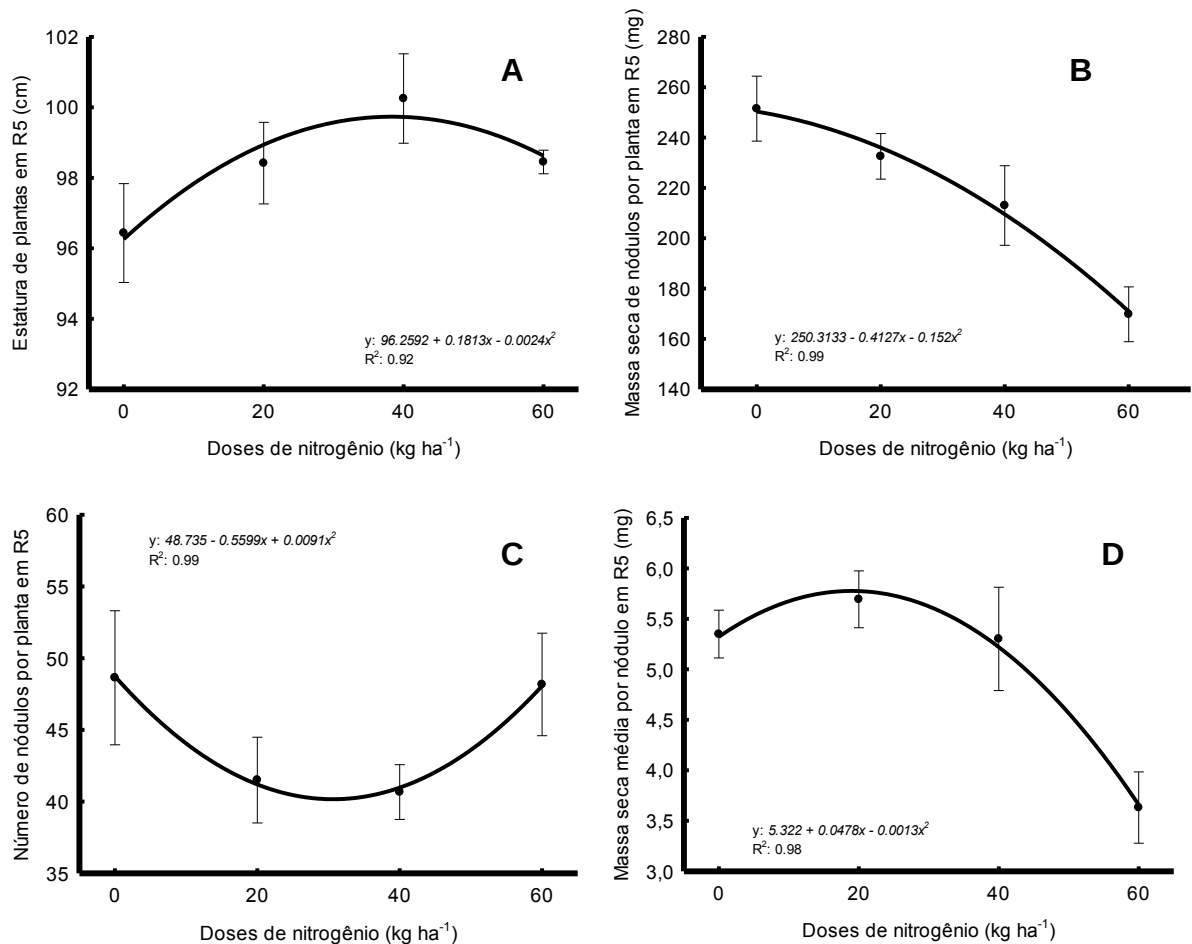 A
Estatura de plantas em R5 (cm)
102
100
98
96
94
92
y: 96.2592 + 0.1813x - 0.0024x²
R²: 0.92
0 20 40 60
Doses de nitrogênio (kg ha⁻¹)
B
Masssa seca de nódulos por planta em R5 (mg)
280
260
240
220
200
180
160
140
y: 250.3133 - 0.4127x - 0.152x²
R²: 0.99
0 20 40 60
Doses de nitrogênio (kg ha⁻¹)
C
Número de nódulos por planta em R5
60
55
50
45
40
35
y: 48.735 - 0.5599x + 0.0091x²
R²: 0.99
0 20 40 60
Doses de nitrogênio (kg ha⁻¹)
D
Massa seca média por nódulo em R5 (mg)
6,5
6,0
5,5
5,0
4,5
4,0
3,5
3,0
y: 5.322 + 0.0478x - 0.0013x²
R²: 0.98
0 20 40 60
Doses de nitrogênio (kg ha⁻¹)